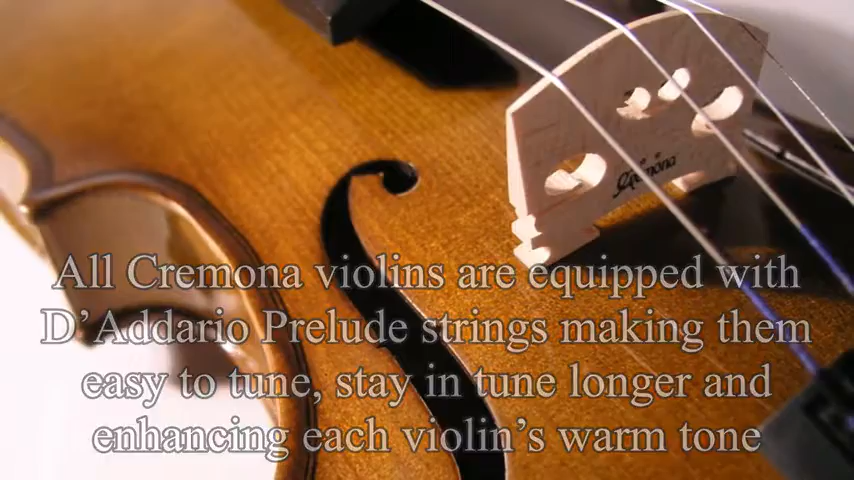 Cremona
All Cremona violins are equipped with
D’Addario Prelude strings making them
easy to tune, stay in tune longer and
enhancing each violin’s warm tone